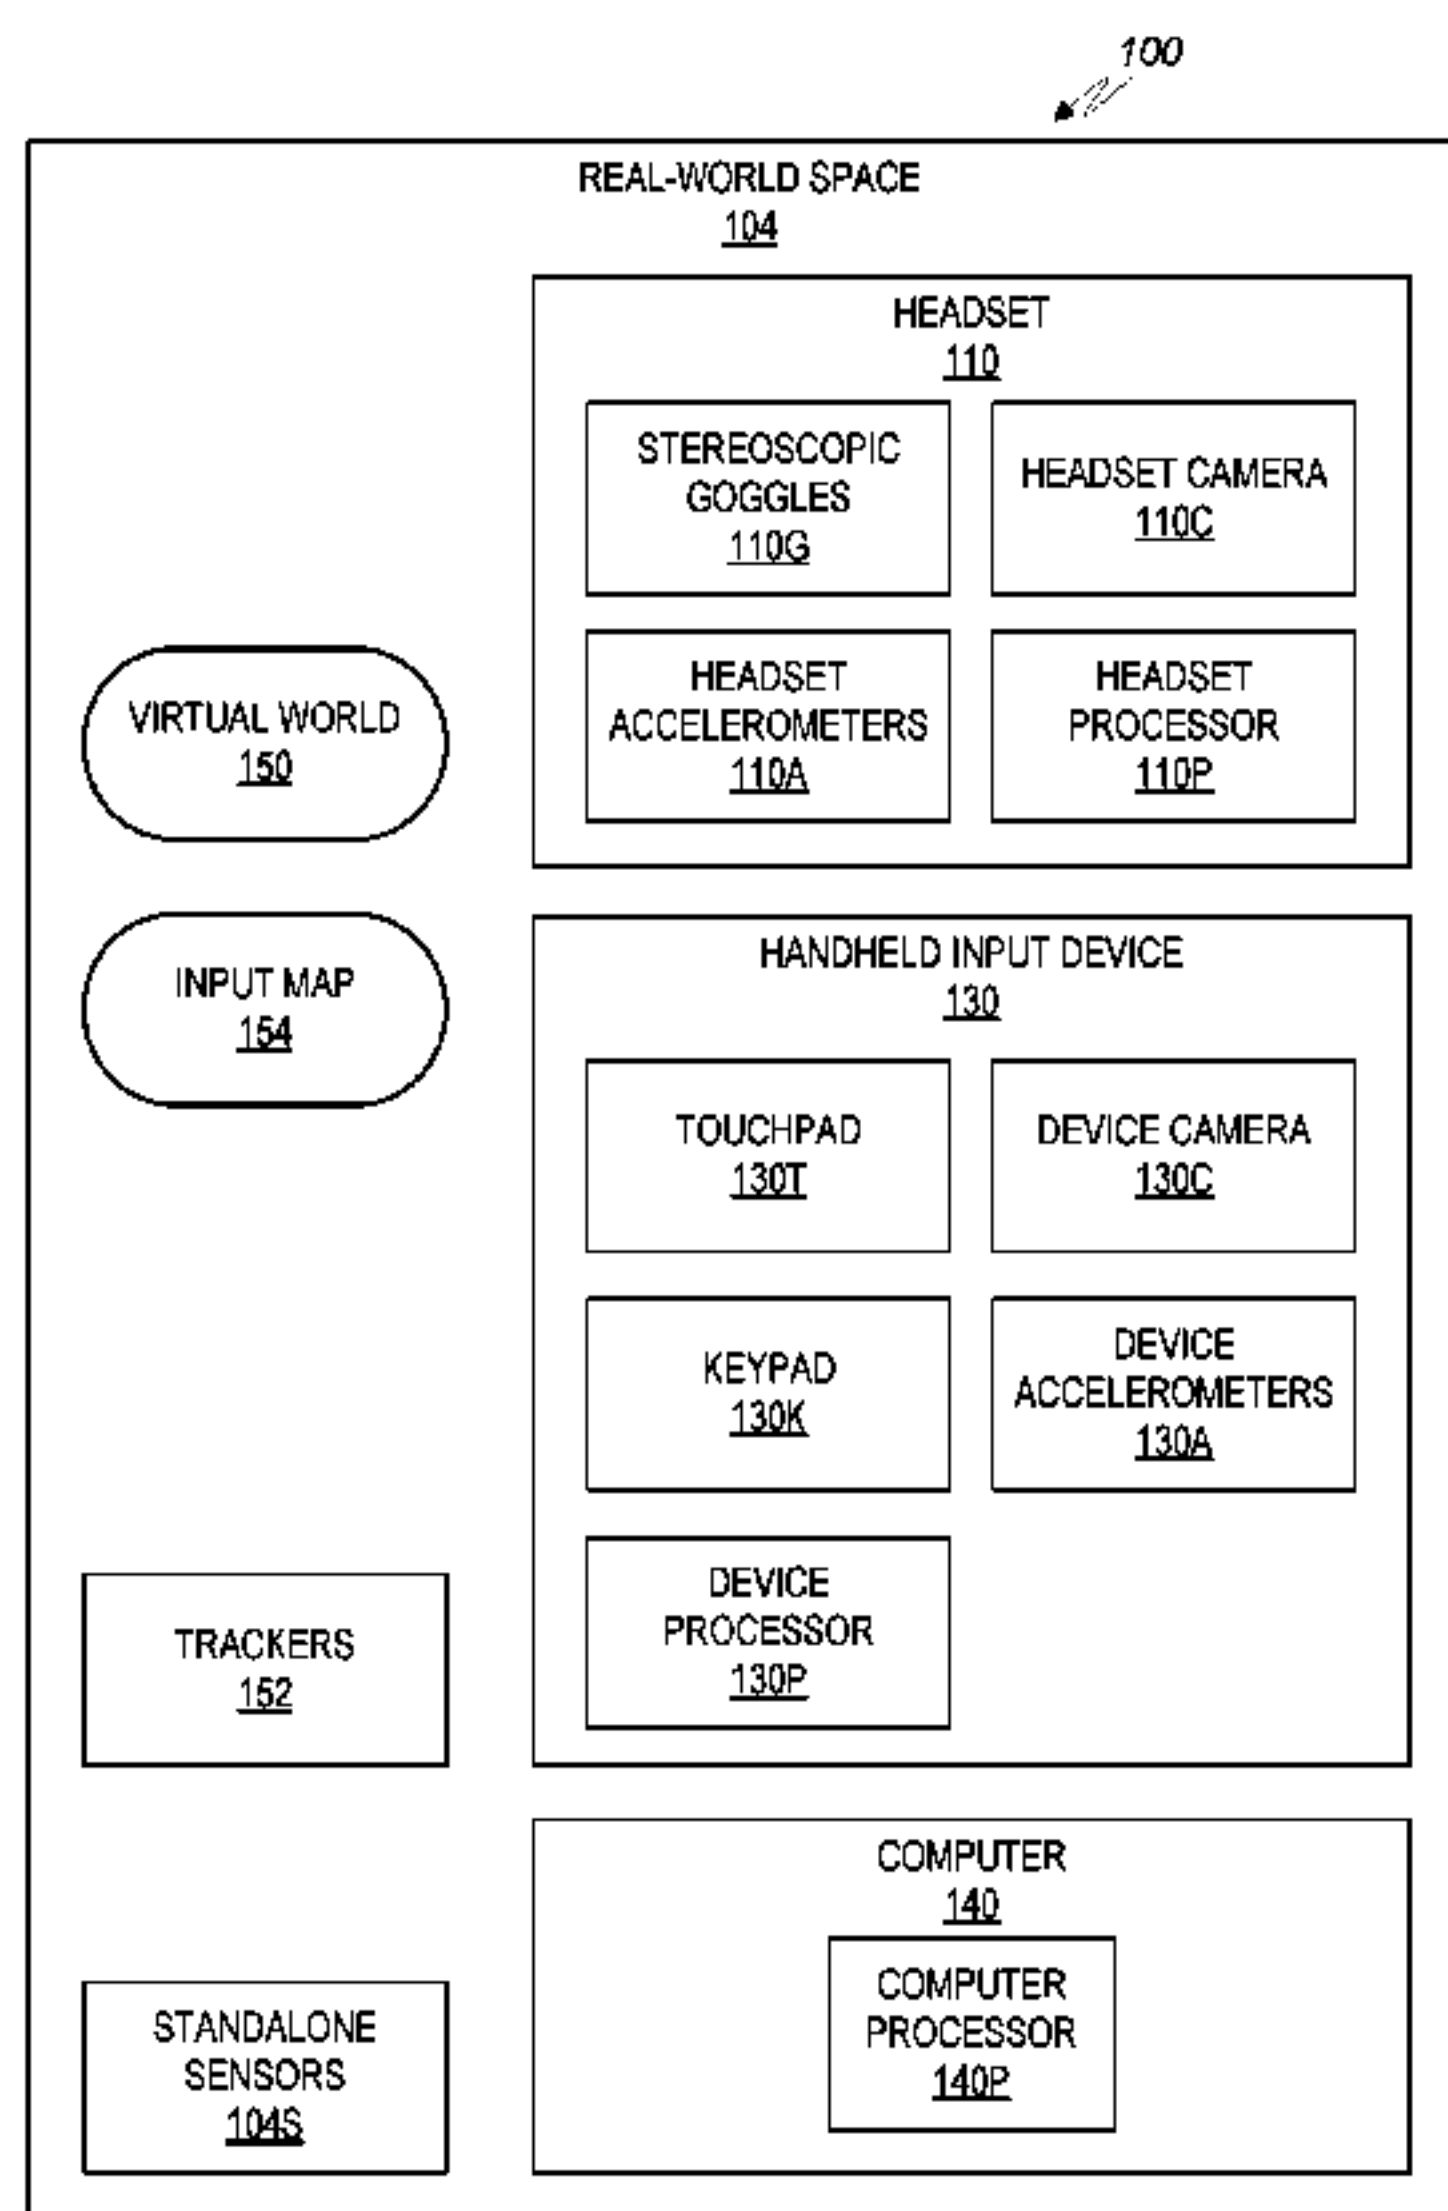 100
REAL-WORLD SPACE
104
HEADSET
110
STEREOSCOPIC
GOGGLES
110G
HEADSET CAMERA
110C
HEADSET
ACCELEROMETERS
110A
HEADSET
PROCESSOR
110P
VIRTUAL WORLD
150
INPUT MAP
154
HANDHELD INPUT DEVICE
130
TOUCHPAD
130T
DEVICE CAMERA
130C
KEYPAD
130K
DEVICE
ACCELEROMETERS
130A
DEVICE
PROCESSOR
130P
TRACKERS
152
COMPUTER
140
COMPUTER
PROCESSOR
140P
STANDALONE
SENSORS
104S